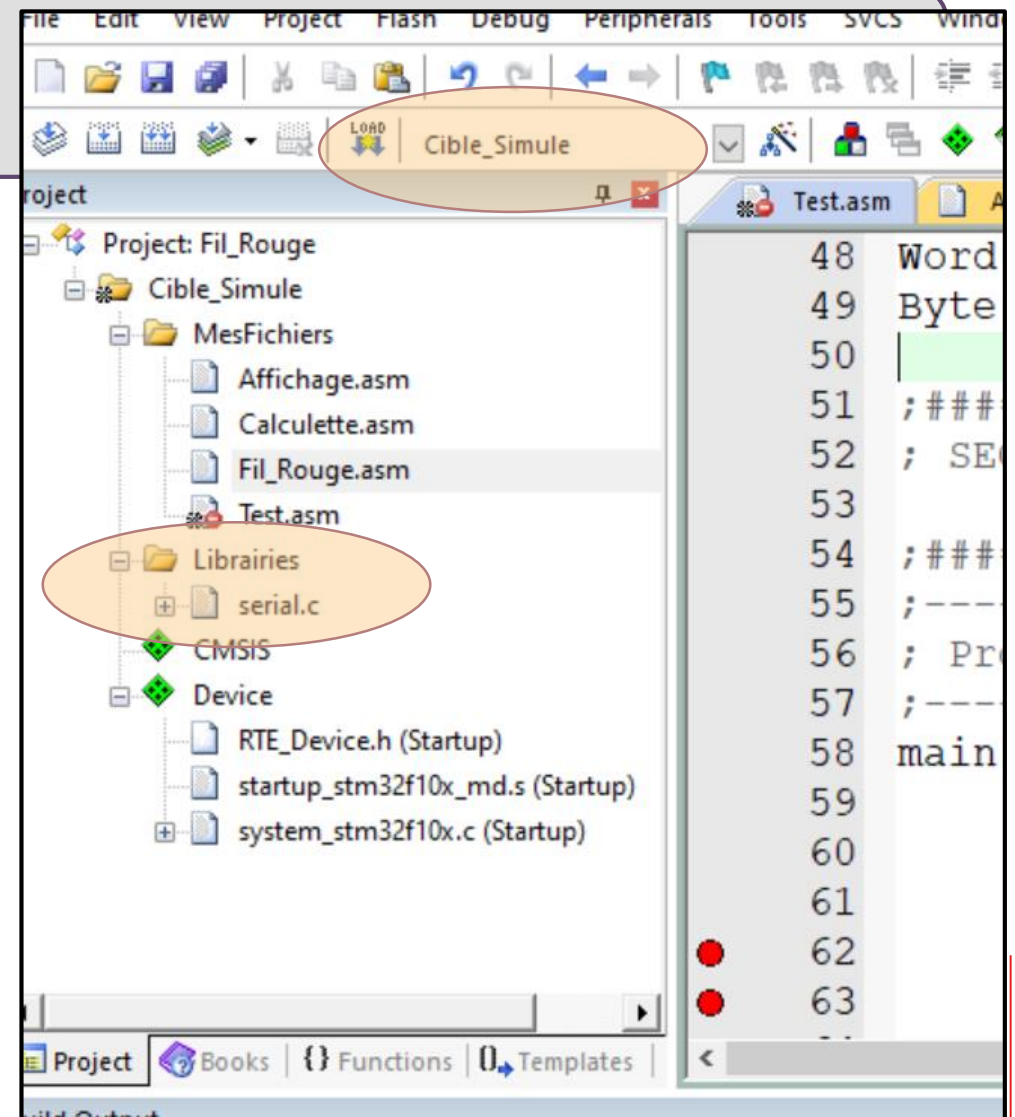 File Edit View Project Flash Debug Peripherals Tools SVCS
LOAD Cible_Simule
Test.asm
Project: Fil_Rouge
Cible_Simule
MesFichiers
Affichage.asm
Calculette.asm
Fil_Rouge.asm
Test.asm
Librairies
serial.c
CMSIS
Device
RTE_Device.h (Startup)
startup_stm32f10x_md.s (Startup)
system_stm32f10x.c (Startup)
Project Books {} Functions Templates
48 Word
49 Byte
50
51 ;###
52 ; SE
53
54 ;###
55 ;----
56 ; Pr
57 ;----
58 main
59
60
61
62
63